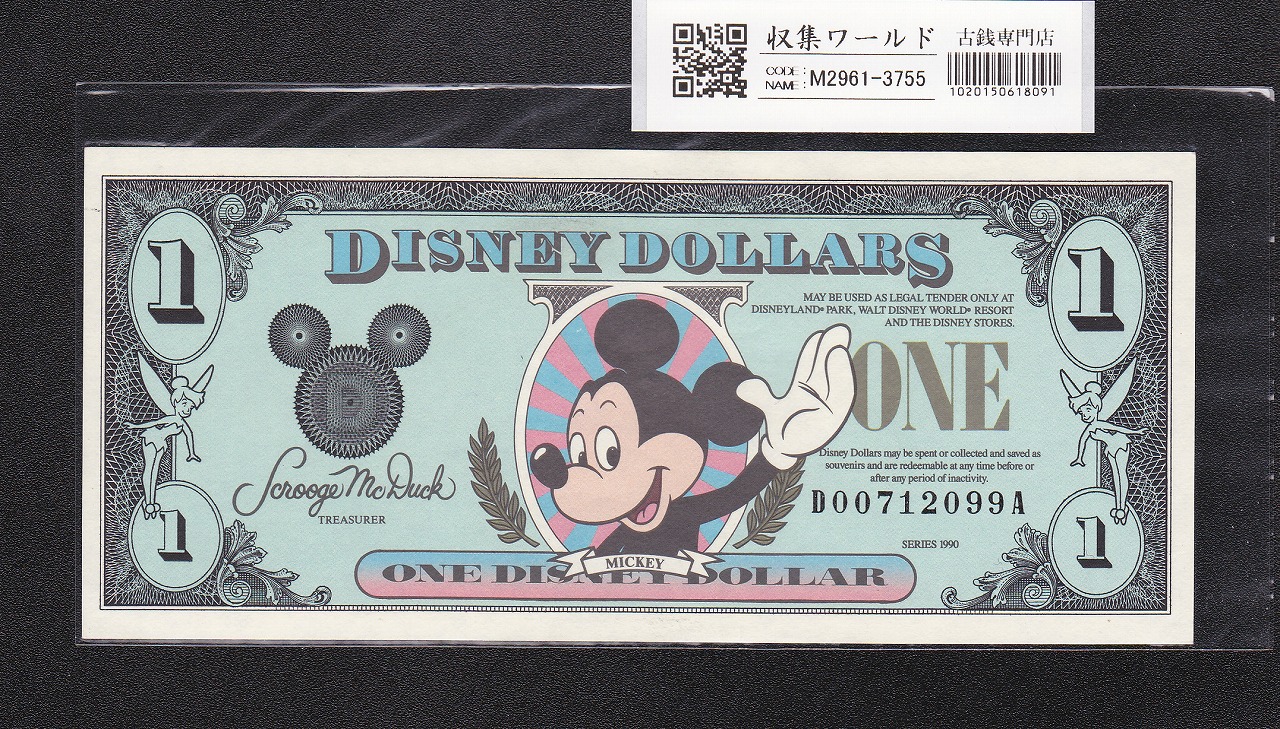 収集ワールド 古銭専門店
CODE:
NAME: M2961-3755
1020150618091
1
1
DISNEY DOLLARS
MAY BE USED AS LEGAL TENDER ONLY AT
DISNEYLAND® PARK, WALT DISNEY WORLD® RESORT
AND THE DISNEY STORES.
D
ONE
Scrooge McDuck
TREASURER
Disney Dollars may be spent or collected and saved as
souvenirs and are redeemable at any time before or
after any period of inactivity.
D00712099A
SERIES 1990
1
1
MICKEY
ONE DISNEY DOLLAR